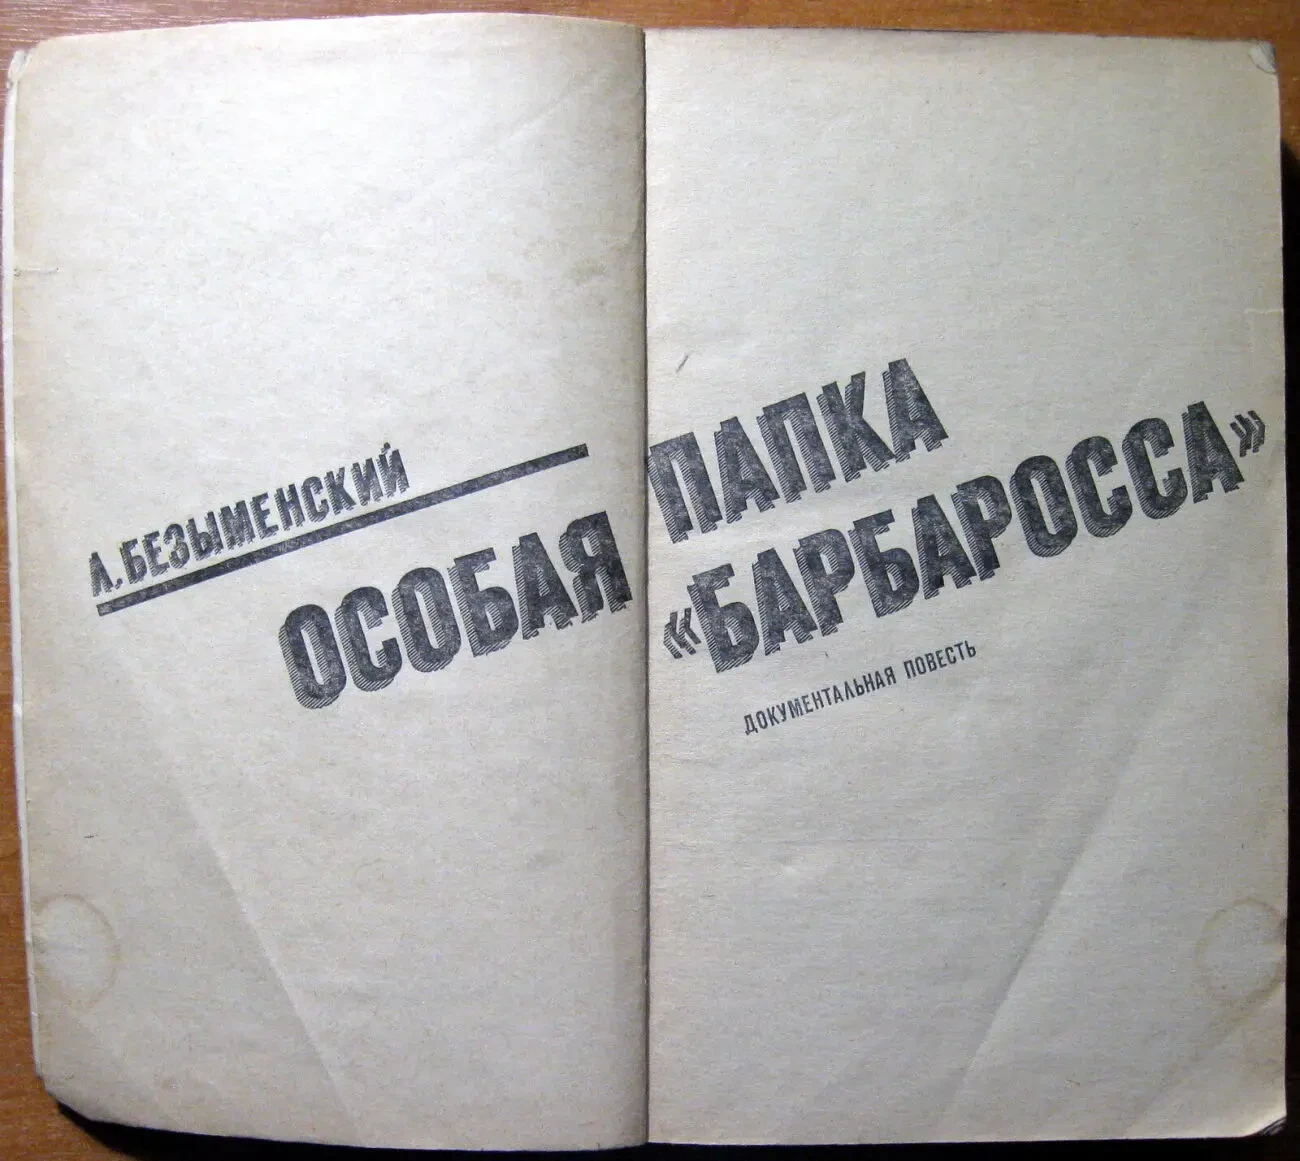 Л. БЕЗЫМЕНСКИЙ
ОСОБАЯ ПАПКА
«БАРБАРОССА»
ДОКУМЕНТАЛЬНАЯ ПОВЕСТЬ